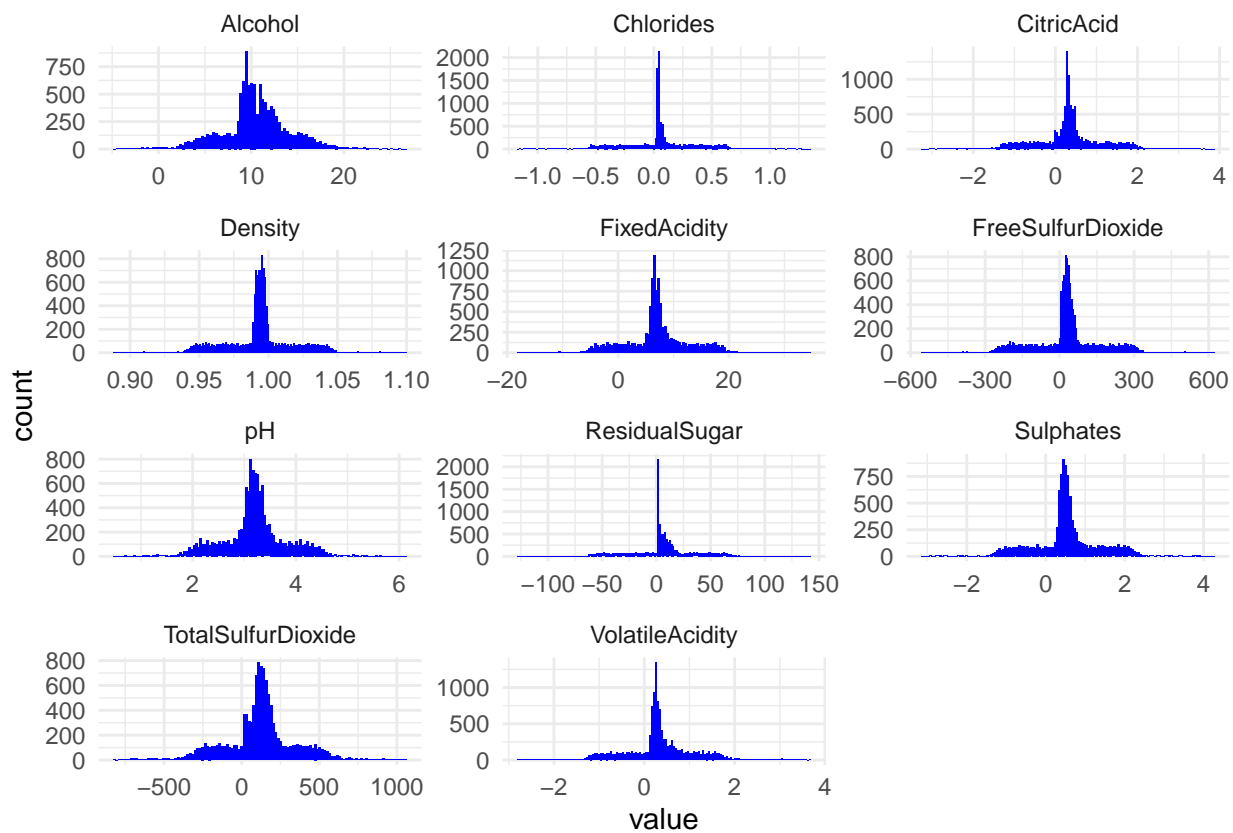 Alcohol Chlorides CitricAcid
750 500 250 0
0 10 20
2000 1500 1000 500 0
−1.0 −0.5 0.0 0.5 1.0
1000 500 0
−2 0 2 4
Density FixedAcidity FreeSulfurDioxide
800 600 400 200 0
0.90 0.95 1.00 1.05 1.10
1250 1000 750 500 250 0
−20 0 20
800 600 400 200 0
−600 −300 0 300 600
count
pH ResidualSugar Sulphates
800 600 400 200 0
2 4 6
2000 1500 1000 500 0
−100 −50 0 50 100 150
750 500 250 0
−2 0 2 4
TotalSulfurDioxide VolatileAcidity
800 600 400 200 0
−500 0 500 1000
1000 500 0
−2 0 2 4
value